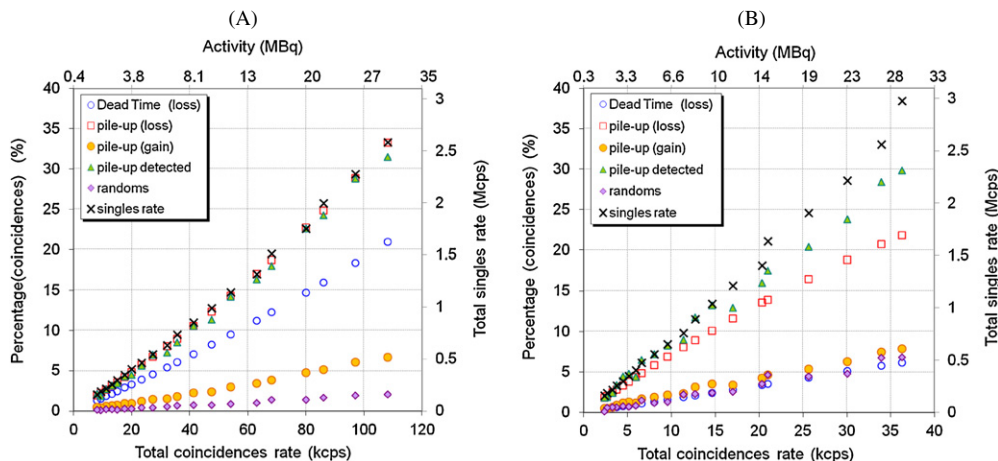 (A)
Activity (MBq)
0.4 3.8 8.1 13 20 27 35
40
35
30
25
20
15
10
5
0
Percentage(coincidences) (%)
Dead Time (loss)
pile-up (loss)
pile-up (gain)
pile-up detected
randoms
singles rate
3
2.5
2
1.5
1
0.5
0
Total singles rate (Mcps)
0 20 40 60 80 100 120
Total coincidences rate (kcps)
(B)
Activity (MBq)
0.3 3.3 6.6 10 14 19 23 28 33
40
35
30
25
20
15
10
5
0
Percentage (coincidences) (%)
Dead Time (loss)
pile-up (loss)
pile-up (gain)
pile-up detected
randoms
singles rate
3
2.5
2
1.5
1
0.5
0
Total singles rate (Mcps)
0 5 10 15 20 25 30 35 40
Total coincidences rate (kcps)